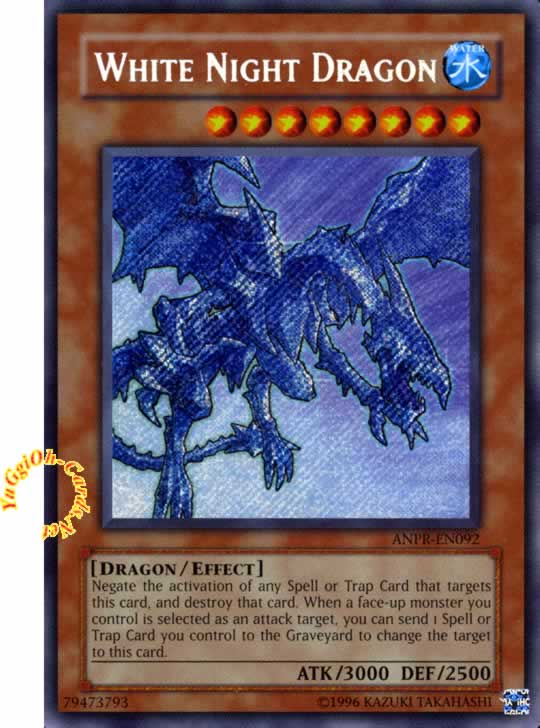 WHITE NIGHT DRAGON
WATER
水
YuGgiOh-Cards.Net
ANPR-EN092
[DRAGON/EFFECT]
Negate the activation of any Spell or Trap Card that targets
this card, and destroy that card. When a face-up monster you
control is selected as an attack target, you can send 1 Spell or
Trap Card you control to the Graveyard to change the target
to this card.
ATK/3000 DEF/2500
79473793
©1996 KAZUKI TAKAHASHI